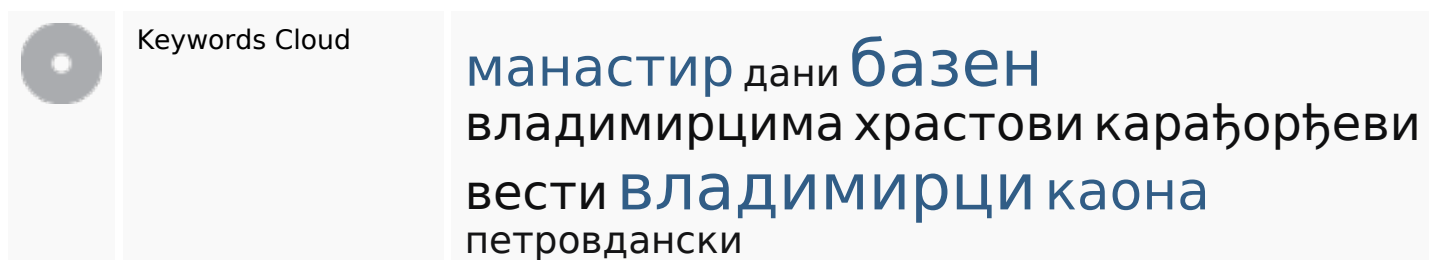 Keywords Cloud
манастир дани базен
владимирцима храстови карађорђеви
вести владимирци каона
петровдански